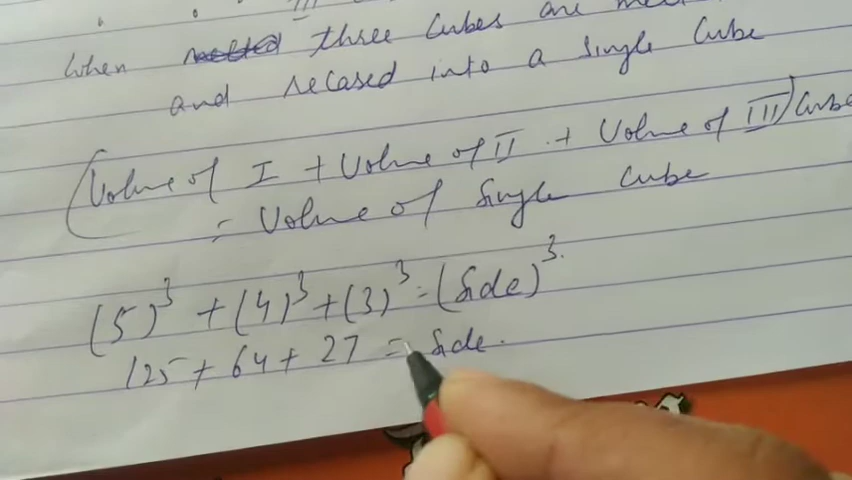 III
When three Cubes are
and recased into a Single Cube
(Volume of I + Volume of II + Volume of III) Cube
= Volume of Single Cube
(5)³ + (4)³ + (3)³ = (Side)³.
125 + 64 + 27 = Side.